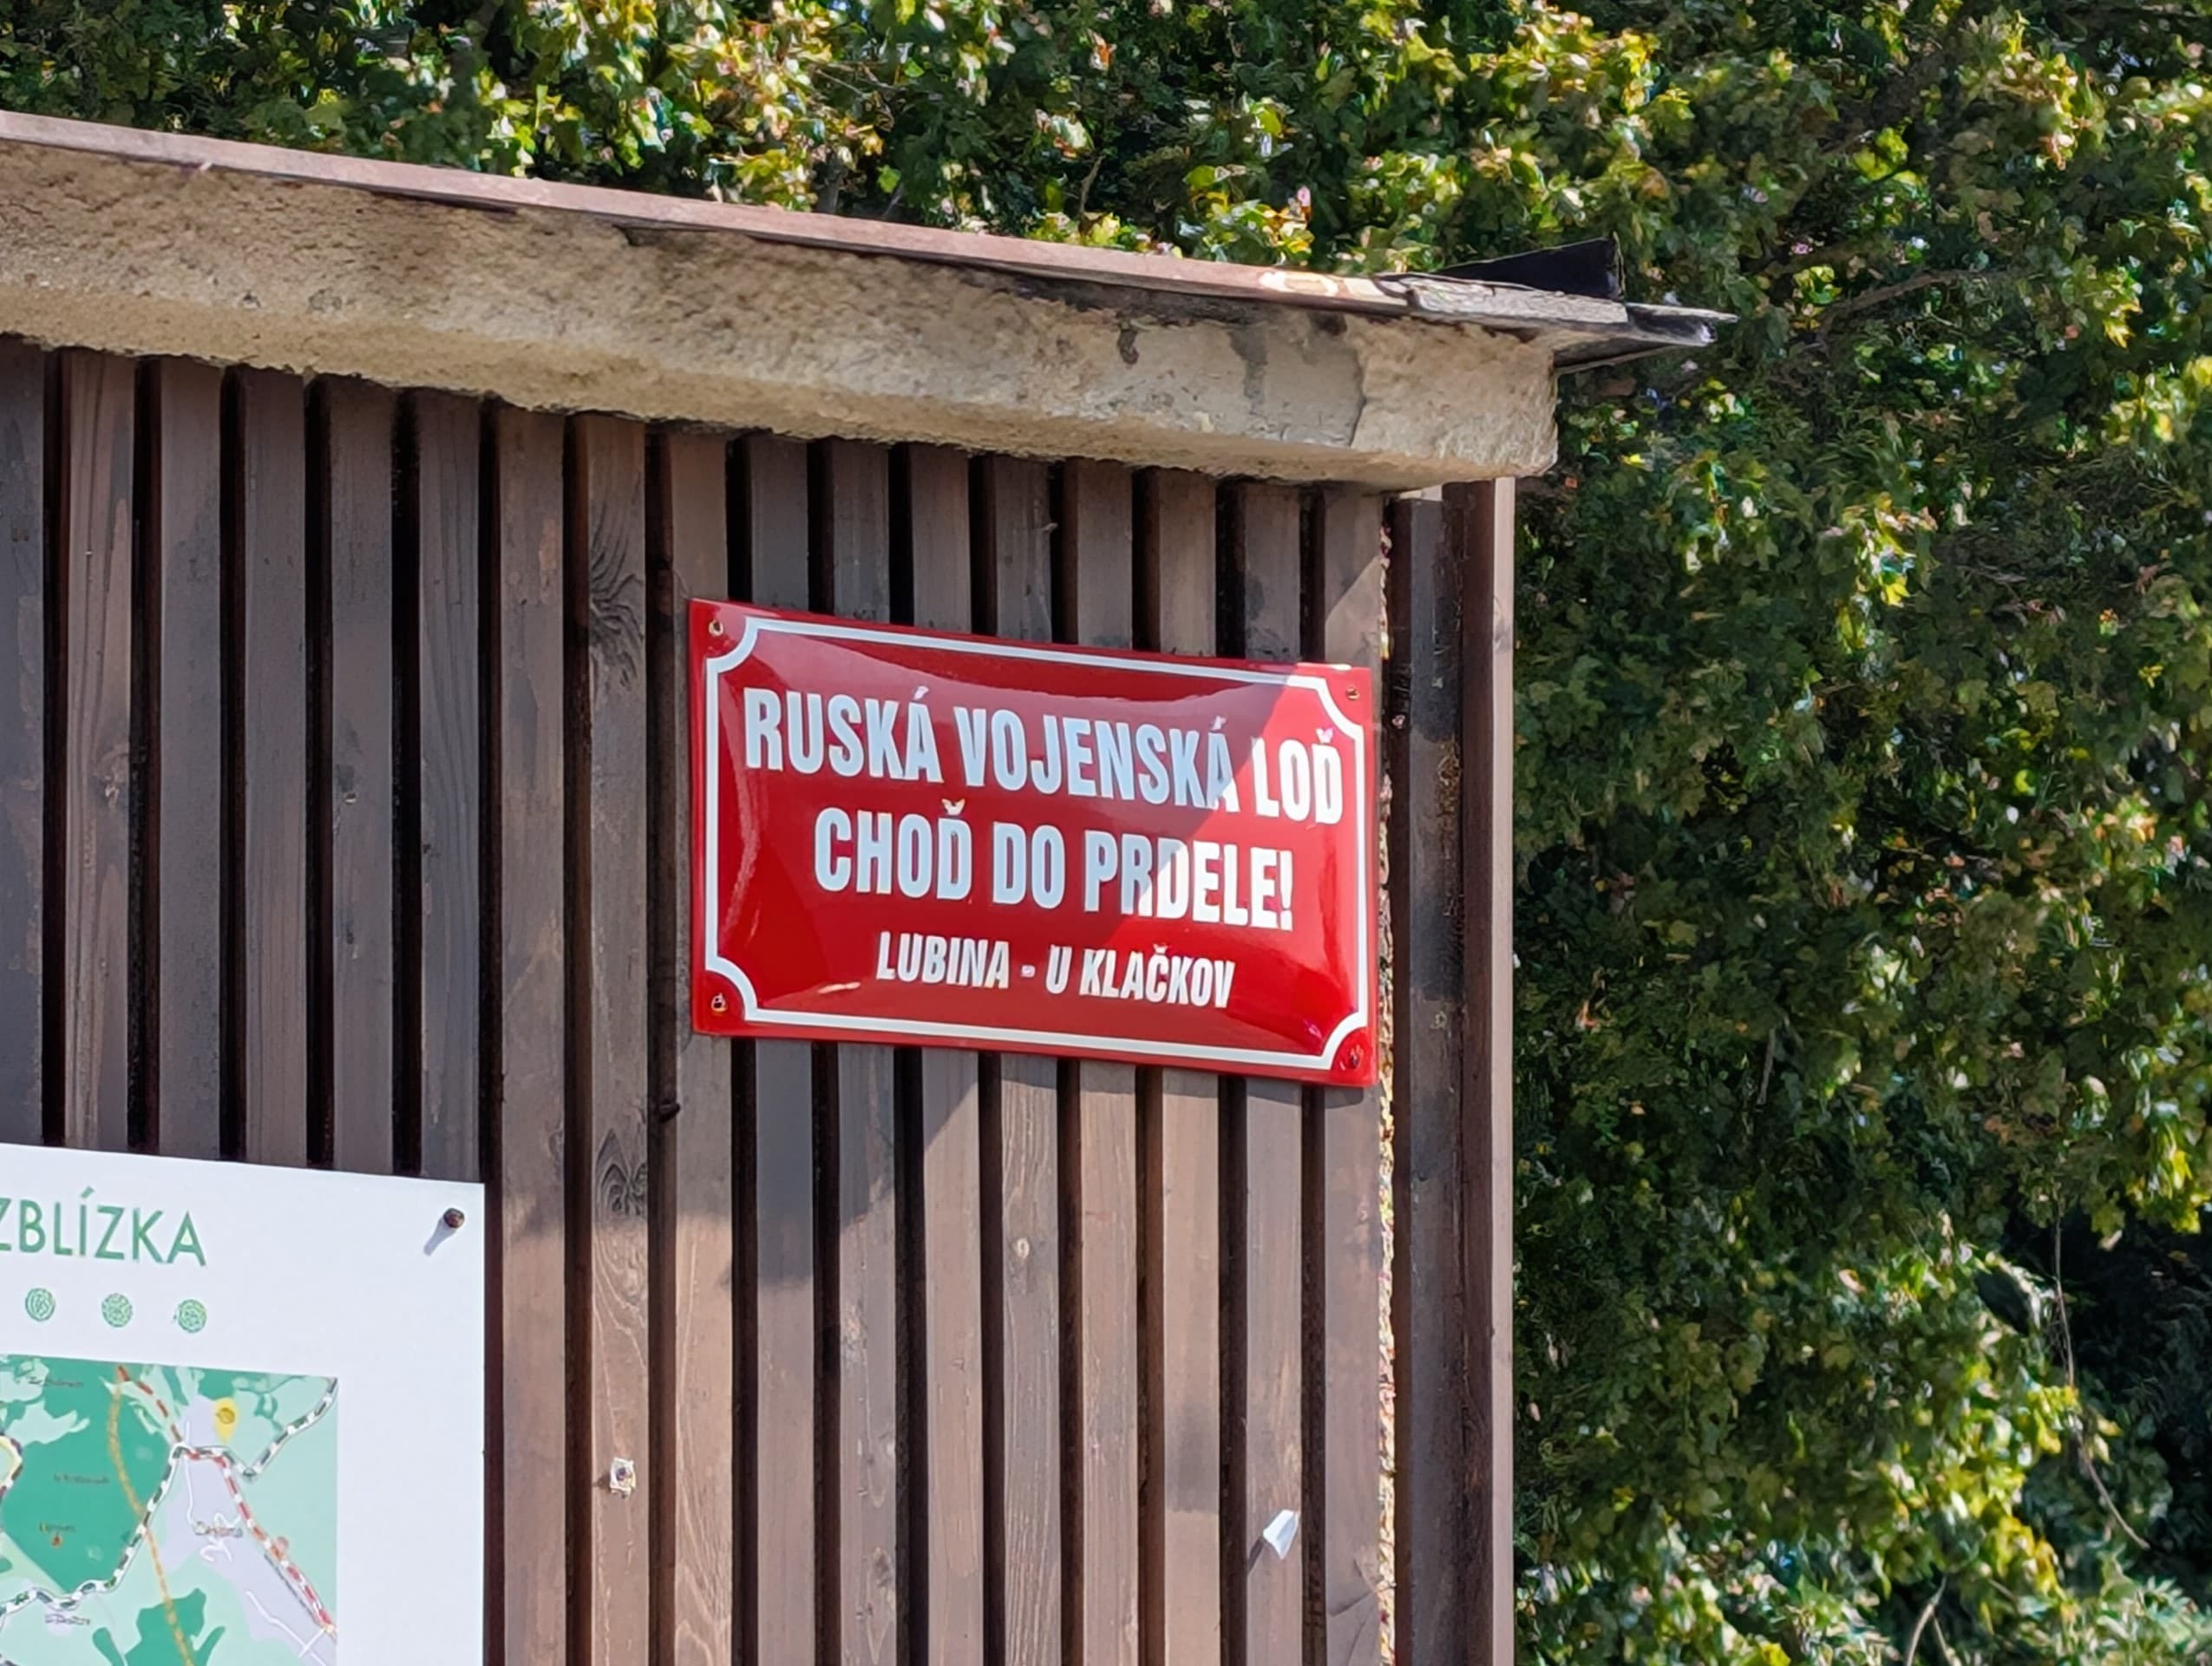 RUSKÁ VOJENSKÁ LOĎ
CHOĎ DO PRDELE!
LUBINA - U KLAČKOV
ZBLÍZKA